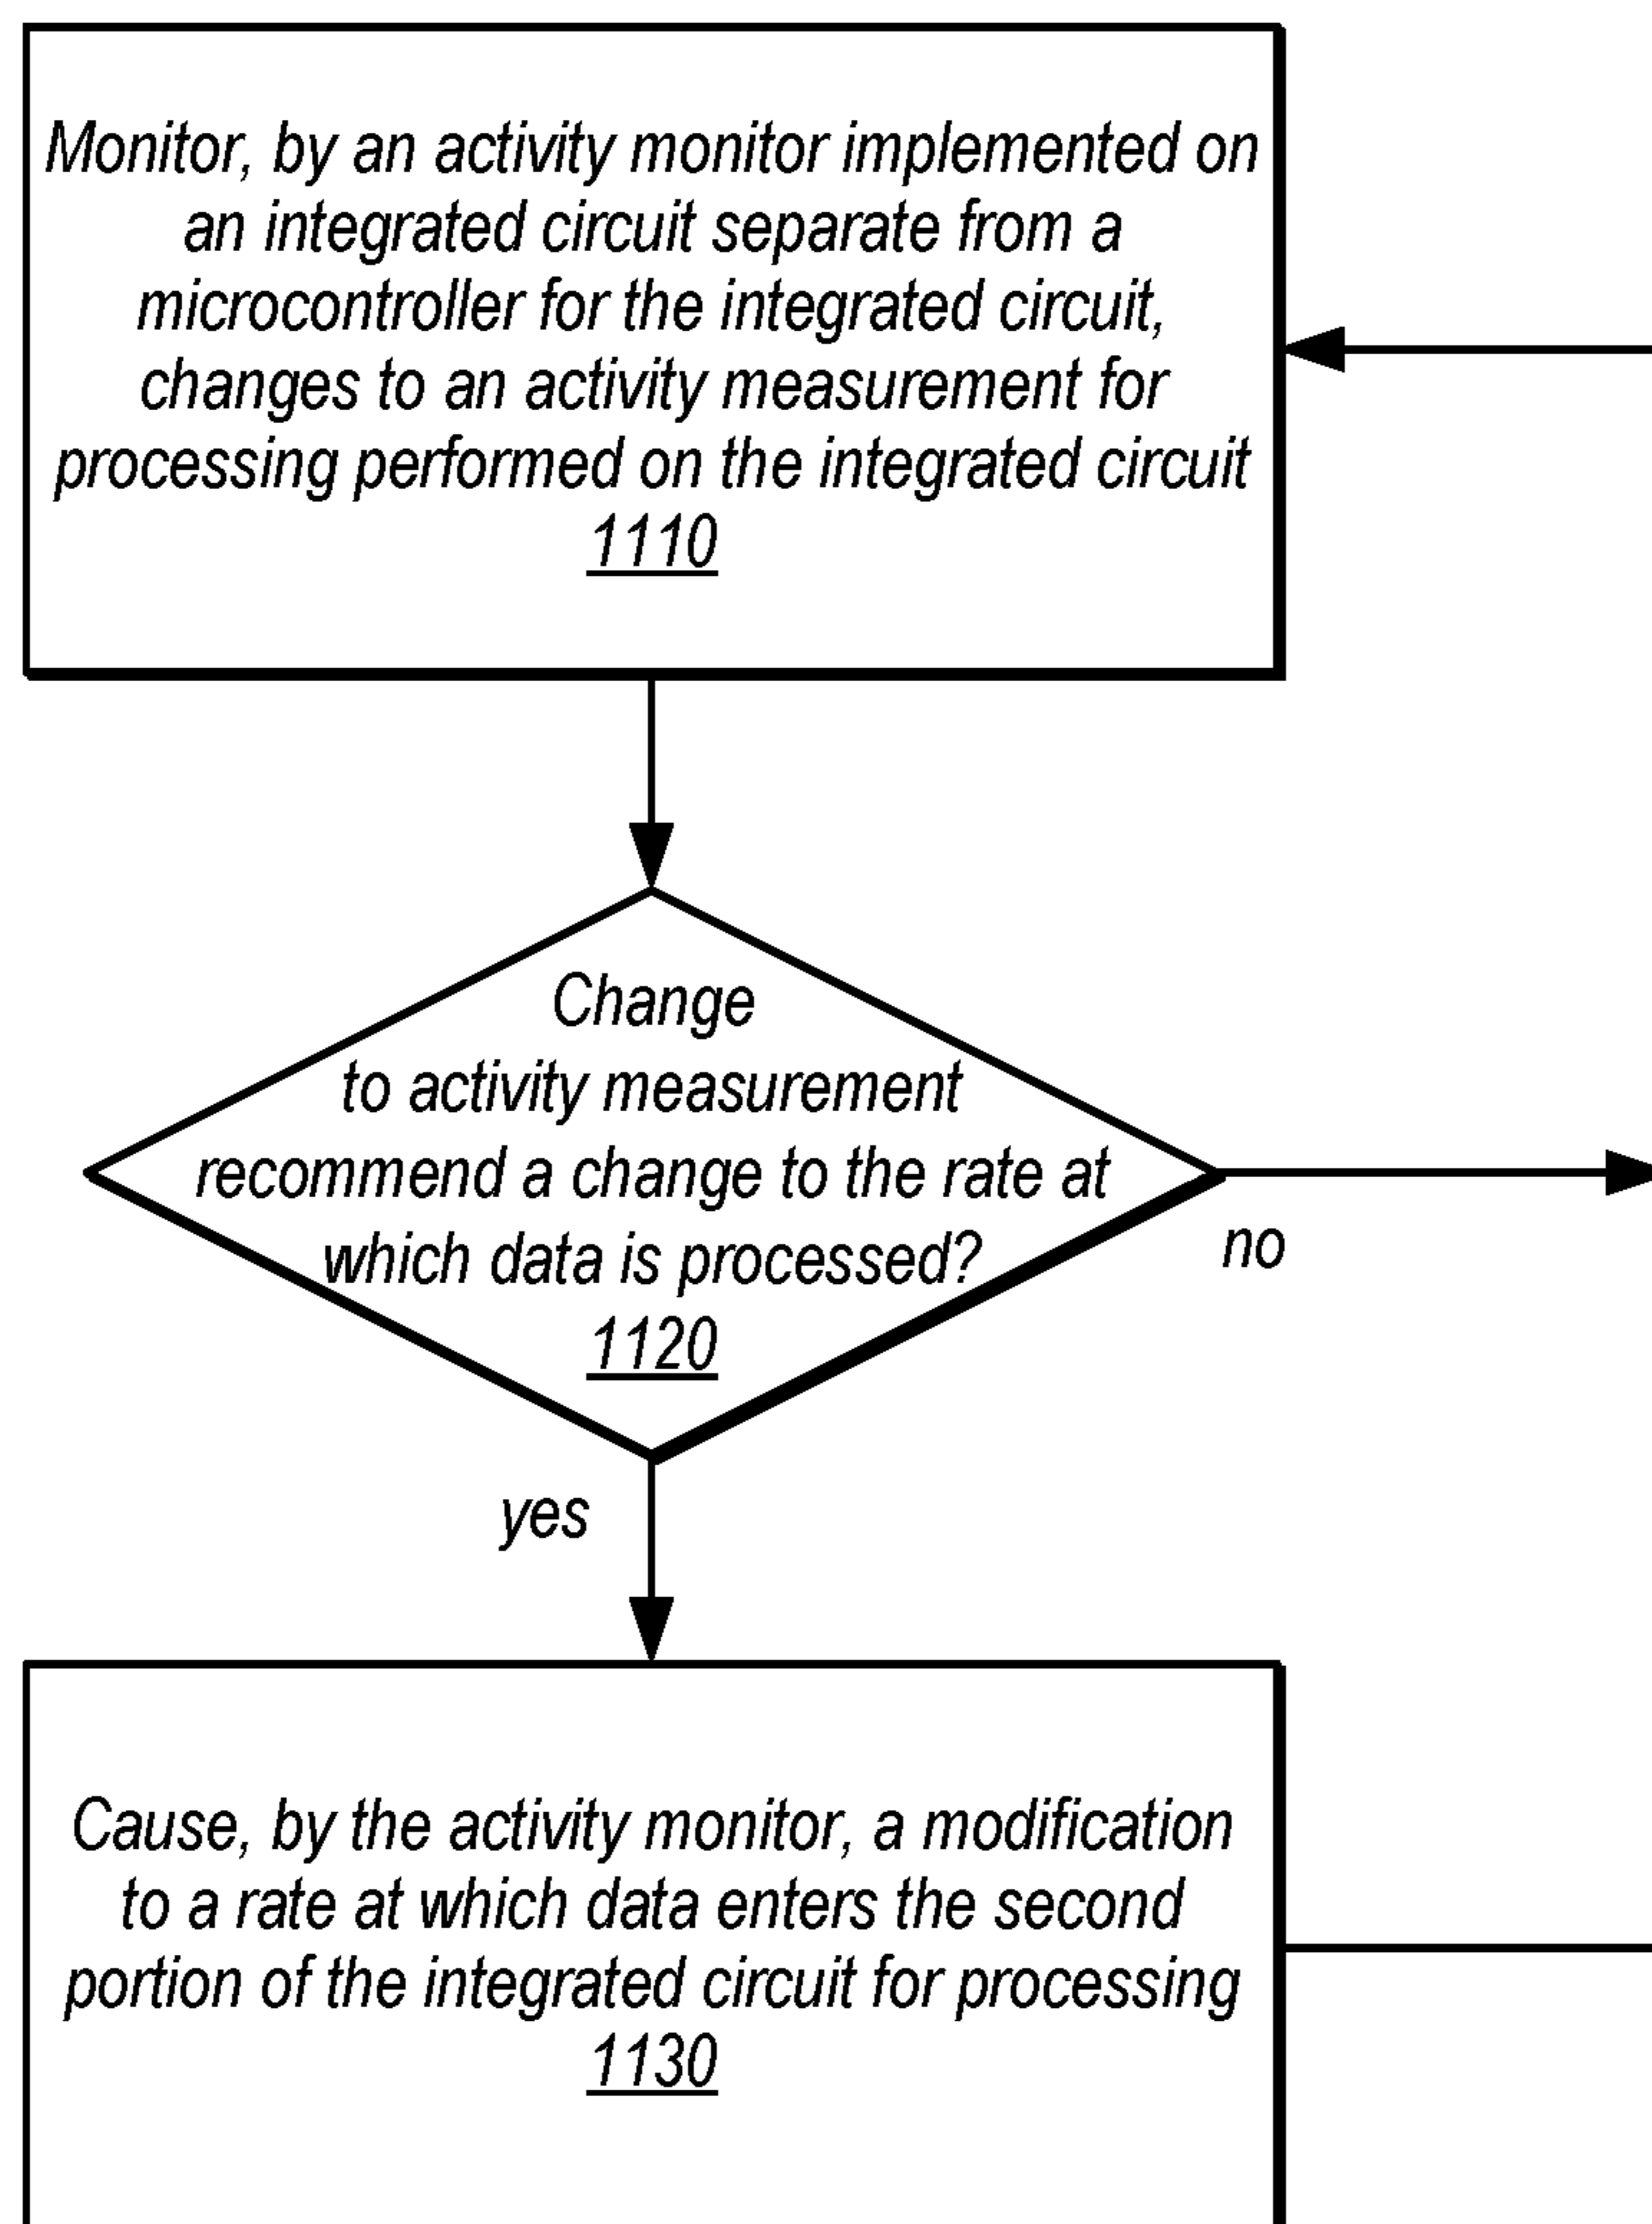 Monitor, by an activity monitor implemented on
an integrated circuit separate from a
microcontroller for the integrated circuit,
changes to an activity measurement for
processing performed on the integrated circuit
1110
Change
to activity measurement
recommend a change to the rate at
which data is processed?
1120
no
yes
Cause, by the activity monitor, a modification
to a rate at which data enters the second
portion of the integrated circuit for processing
1130